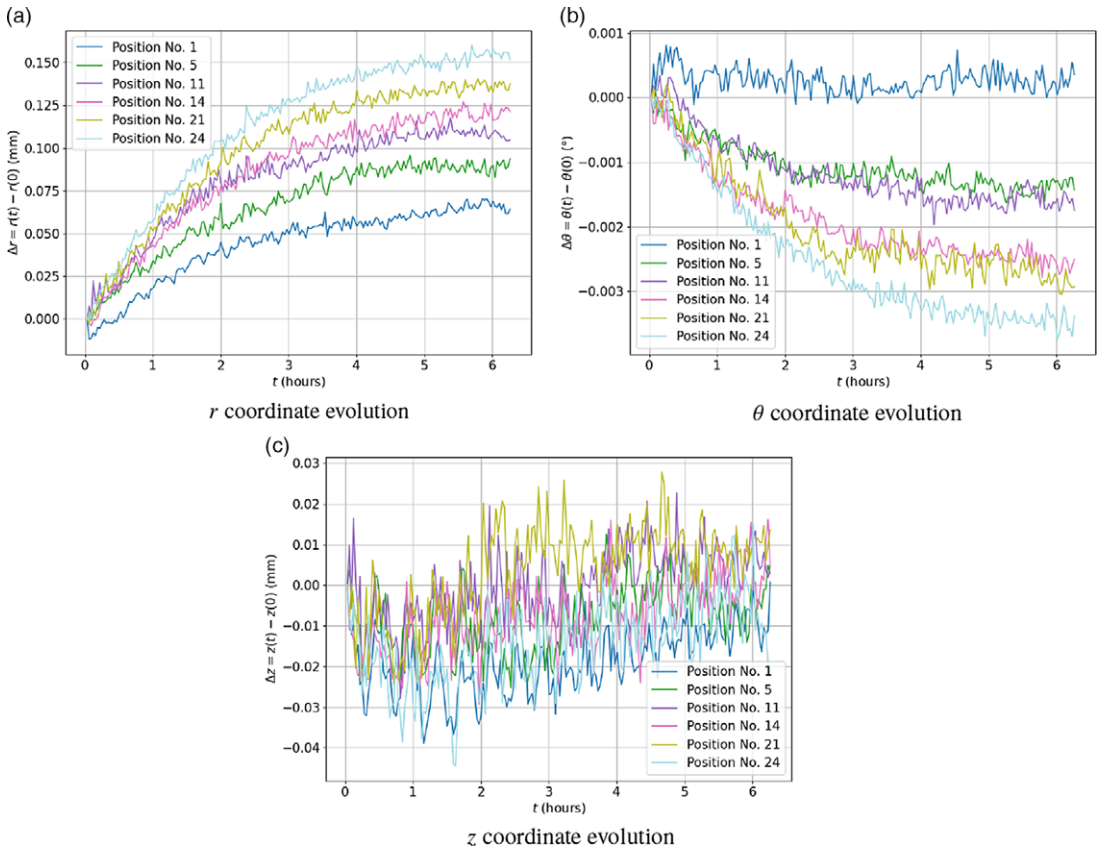 (a)
Δr = r(t) − r(0) (mm)
0.150
0.125
0.100
0.075
0.050
0.025
0.000
Position No. 1
Position No. 5
Position No. 11
Position No. 14
Position No. 21
Position No. 24
0 1 2 3 4 5 6
t (hours)
r coordinate evolution
(b)
Δθ = θ(t) − θ(0) (°)
0.001
0.000
−0.001
−0.002
−0.003
Position No. 1
Position No. 5
Position No. 11
Position No. 14
Position No. 21
Position No. 24
0 1 2 3 4 5 6
t (hours)
θ coordinate evolution
(c)
Δz = z(t) − z(0) (mm)
0.03
0.02
0.01
0.00
−0.01
−0.02
−0.03
−0.04
Position No. 1
Position No. 5
Position No. 11
Position No. 14
Position No. 21
Position No. 24
0 1 2 3 4 5 6
t (hours)
z coordinate evolution